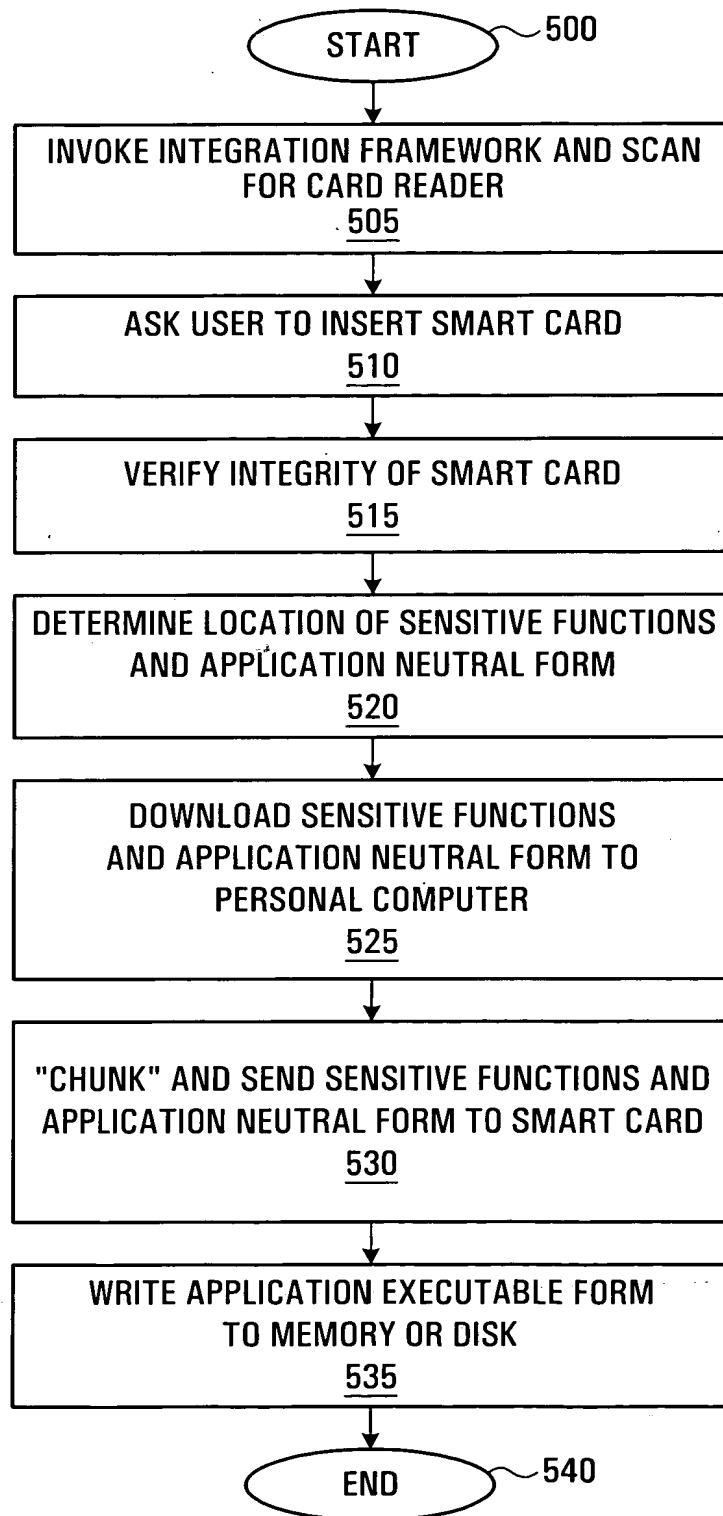 START
500
INVOKE INTEGRATION FRAMEWORK AND SCAN
FOR CARD READER
505
ASK USER TO INSERT SMART CARD
510
VERIFY INTEGRITY OF SMART CARD
515
DETERMINE LOCATION OF SENSITIVE FUNCTIONS
AND APPLICATION NEUTRAL FORM
520
DOWNLOAD SENSITIVE FUNCTIONS
AND APPLICATION NEUTRAL FORM TO
PERSONAL COMPUTER
525
"CHUNK" AND SEND SENSITIVE FUNCTIONS AND
APPLICATION NEUTRAL FORM TO SMART CARD
530
WRITE APPLICATION EXECUTABLE FORM
TO MEMORY OR DISK
535
END
540